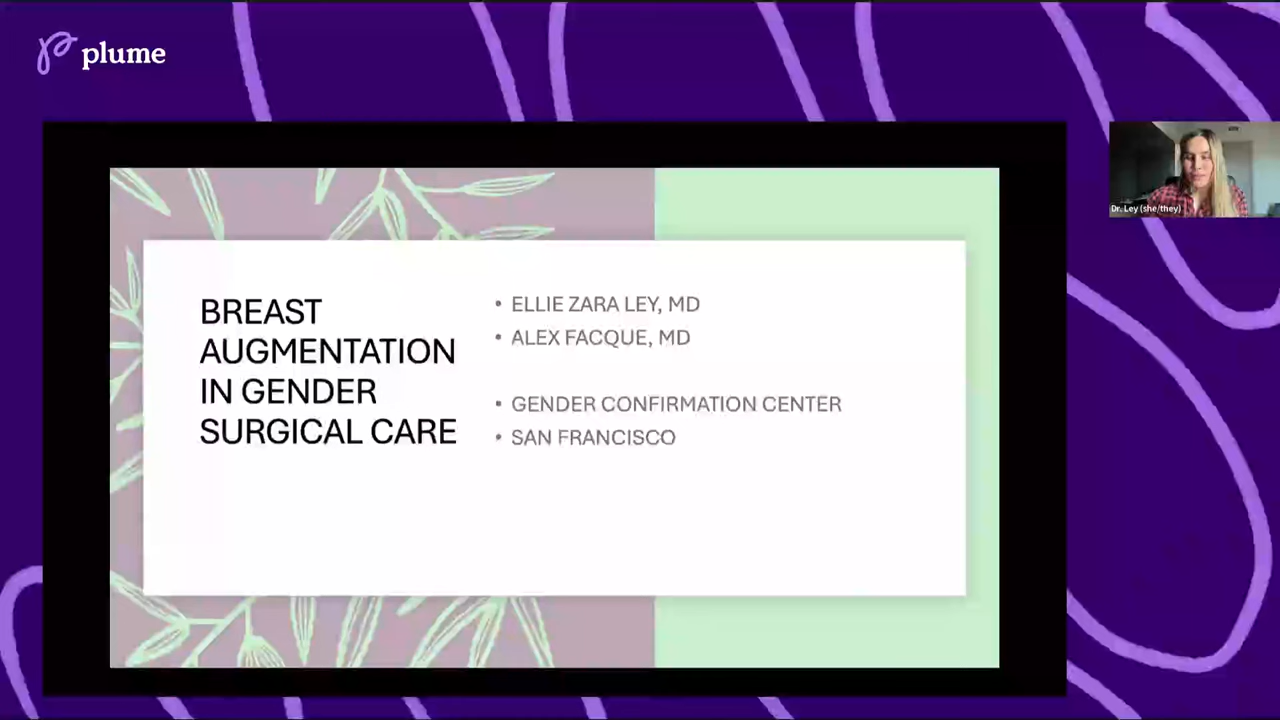 plume
BREAST
AUGMENTATION
IN GENDER
SURGICAL CARE
• ELLIE ZARA LEY, MD
• ALEX FACQUE, MD
• GENDER CONFIRMATION CENTER
• SAN FRANCISCO
Dr. Ley (she/they)